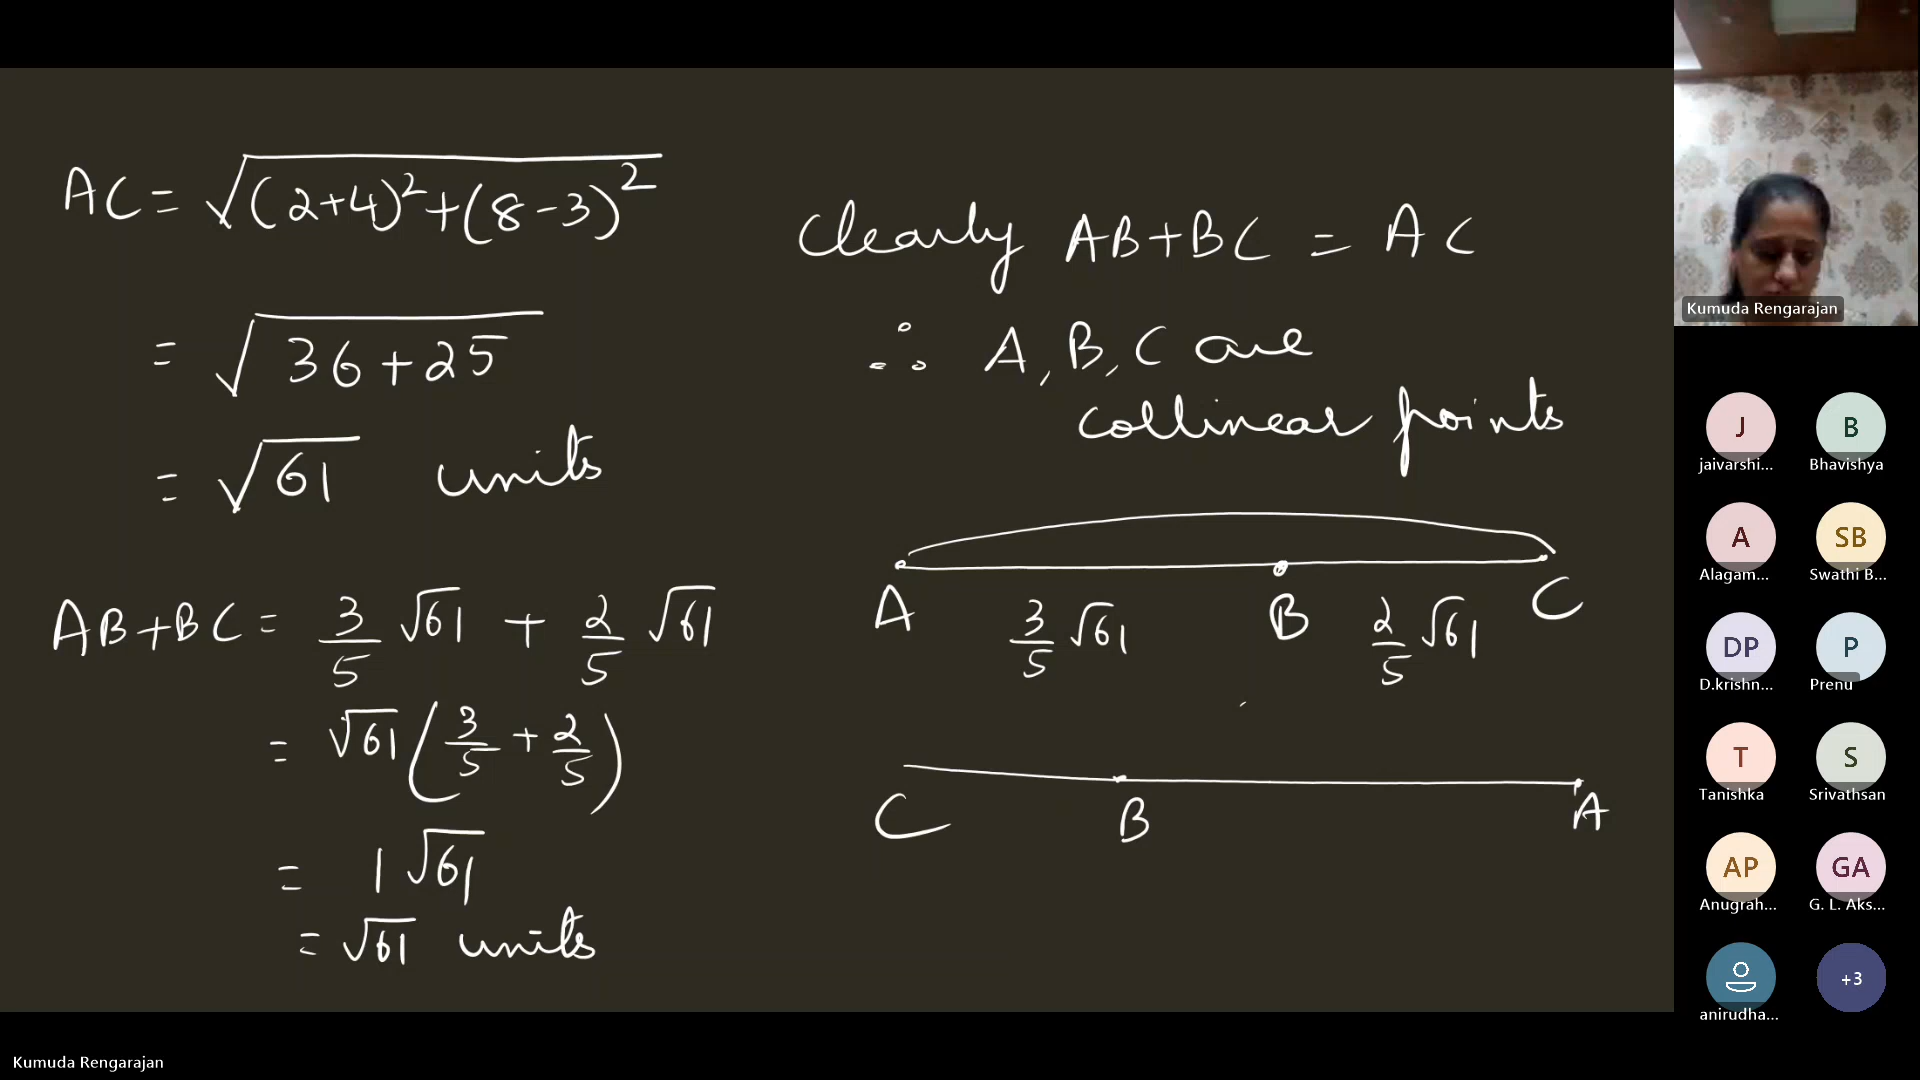 AC = √(2+4)² + (8-3)²
= √36+25
= √61 units
AB+BC = 3/5 √61 + 2/5 √61
= √61 (3/5 + 2/5)
= 1 √61
= √61 units
Clearly AB+BC = AC
∴ A, B, C are
collinear points
A B C
3/5 √61 2/5 √61
C B A
Kumuda Rengarajan
jaivarshi... Bhavishya
J B
A SB
Alagam... Swathi B...
DP P
D.krishn... Prenu
T S
Tanishka Srivathsan
AP GA
Anugrah... G. L. Aks...
+3
anirudha...
Kumuda Rengarajan